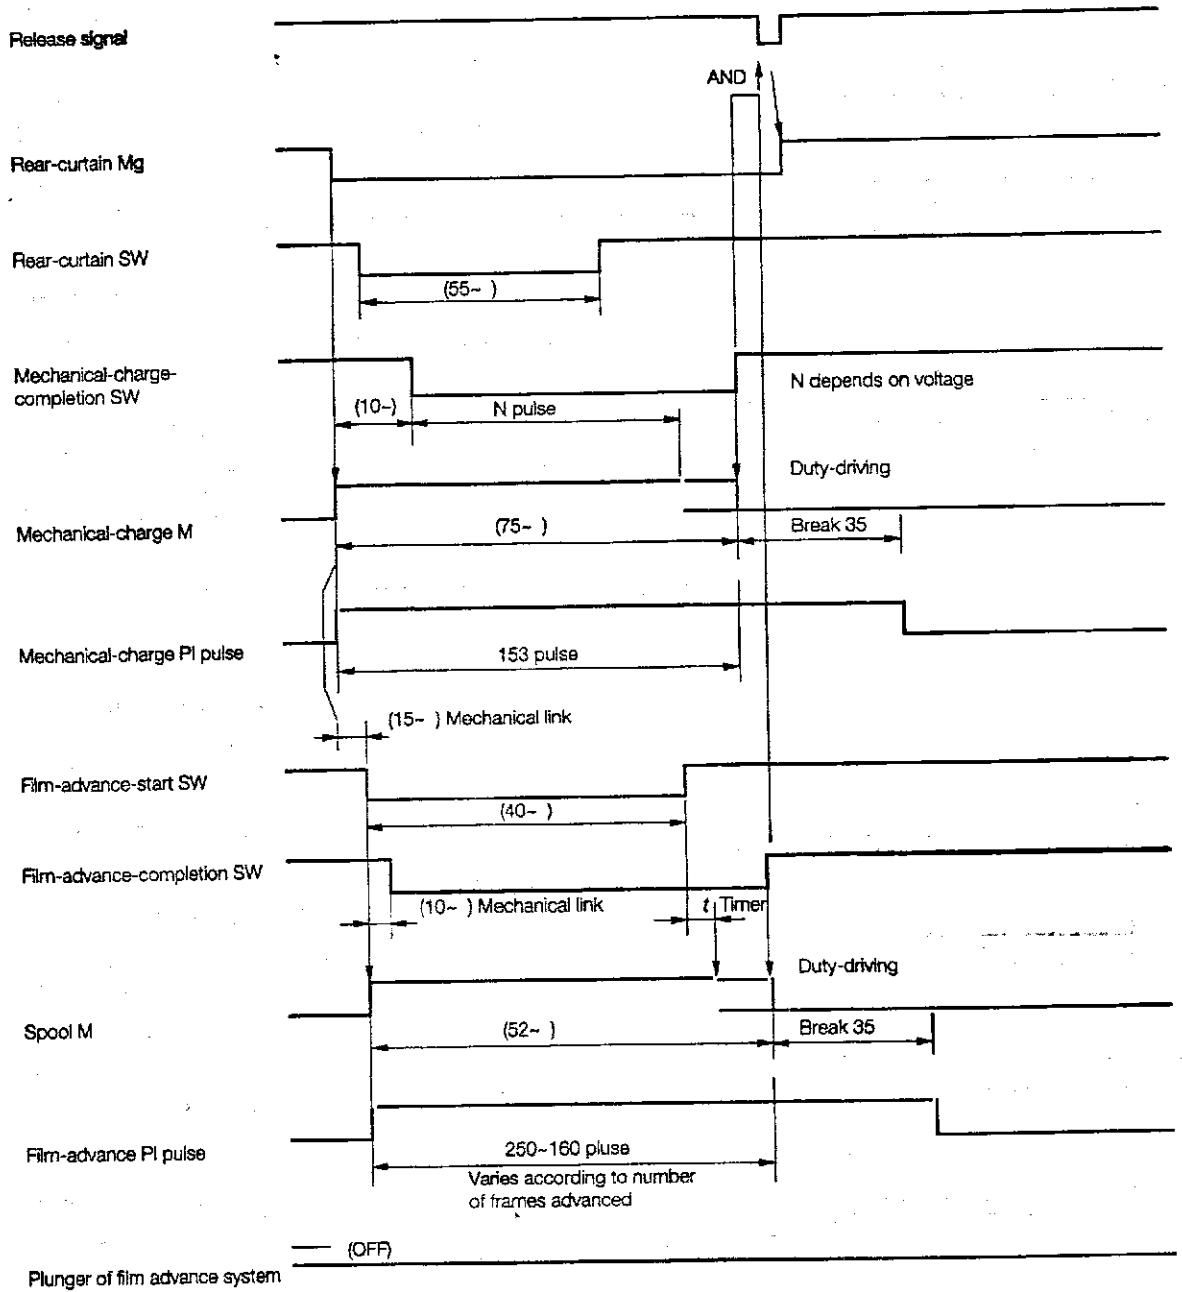 Release signal
AND
Rear-curtain Mg
Rear-curtain SW
(55~ )
Mechanical-charge-
completion SW
(10~)
N pulse
N depends on voltage
Duty-driving
Mechanical-charge M
(75~ )
Break 35
Mechanical-charge PI pulse
153 pulse
(15~ ) Mechanical link
Film-advance-start SW
(40~ )
Film-advance-completion SW
(10~ ) Mechanical link
t Timer
Duty-driving
Spool M
(52~ )
Break 35
Film-advance PI pulse
250~160 pluse
Varies according to number
of frames advanced
(OFF)
Plunger of film advance system